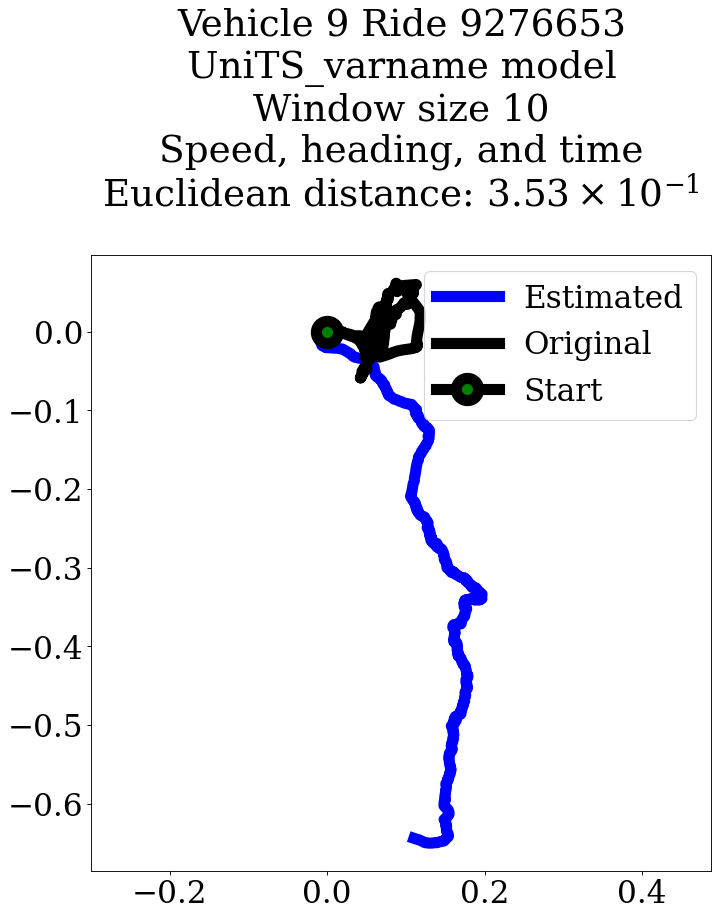 Vehicle 9 Ride 9276653
UniTS_varname model
Window size 10
Speed, heading, and time
Euclidean distance: 3.53 × 10⁻¹
Estimated
Original
Start
0.0
−0.1
−0.2
−0.3
−0.4
−0.5
−0.6
−0.2 0.0 0.2 0.4